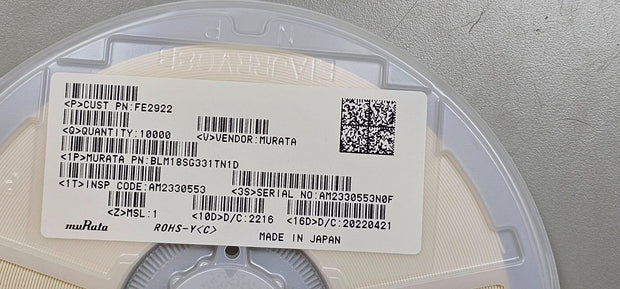 <P>CUST PN:FE2922
<Q>QUANTITY:10000 <V>VENDOR:MURATA
<1P>MURATA PN:BLM18SG331TN1D
<1T>INSP CODE:AM2330553 <3S>SERIAL NO:AM2330553N0F
<Z>MSL:1 <10D>D/C:2216 <16D>D/C:20220421
muRata ROHS-Y<C> MADE IN JAPAN